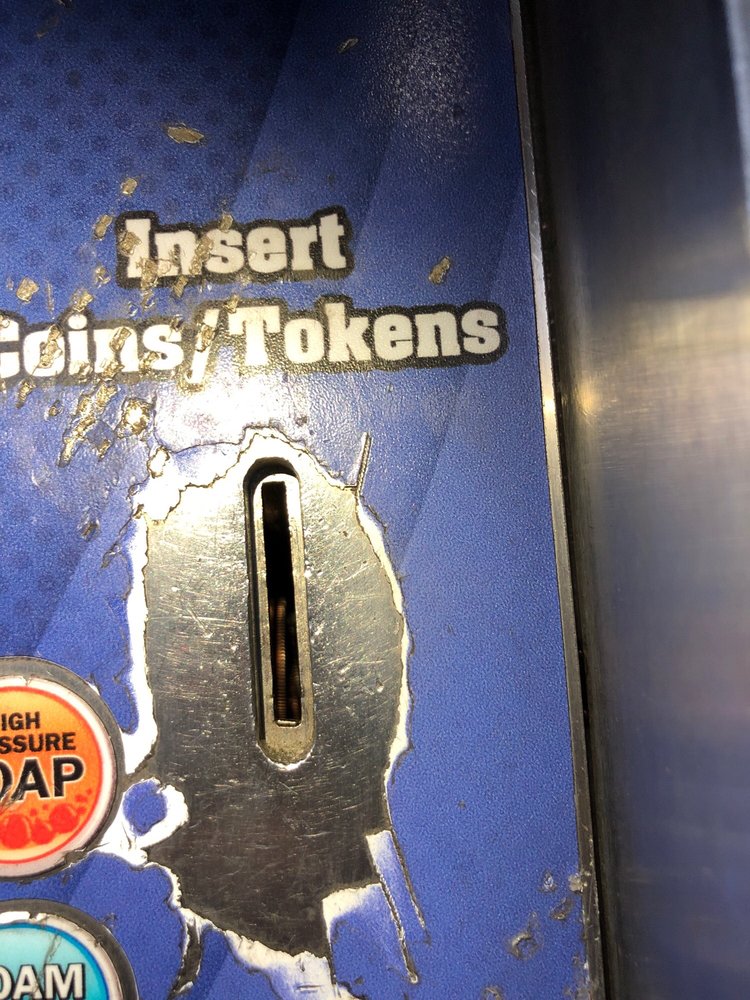 Insert
Coins/Tokens
IGH
SSURE
OAP
OAM